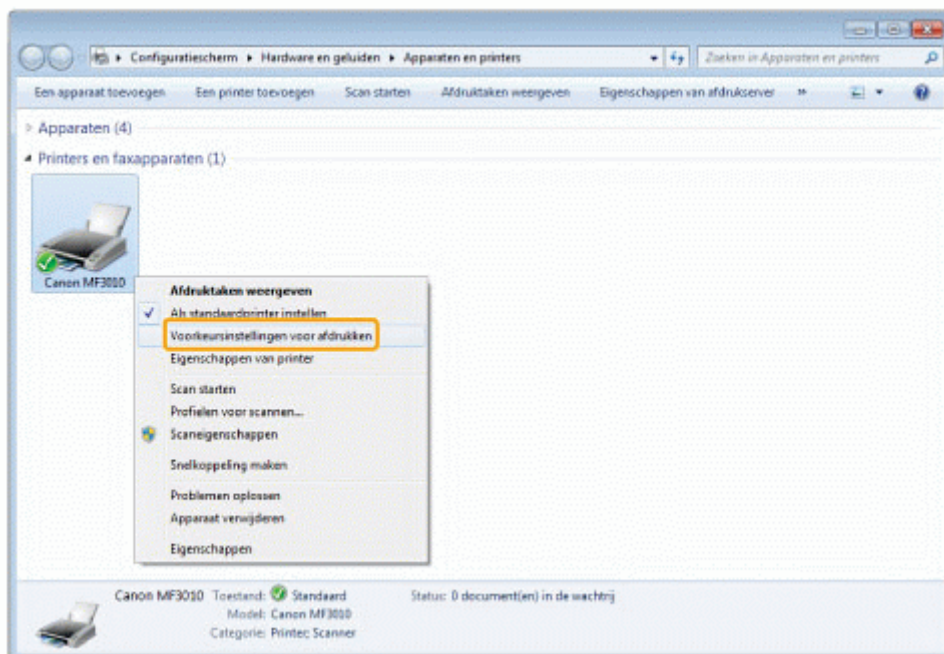 Configuratiescherm ▸ Hardware en geluiden ▸ Apparaten en printers
Zoeken in Apparaten en printers
Een apparaat toevoegen Een printer toevoegen Scan starten Afdruktaken weergeven Eigenschappen van afdrukserver »
Apparaten (4)
Printers en faxapparaten (1)
Canon MF3010
Afdruktaken weergeven
Als standaardprinter instellen
Voorkeursinstellingen voor afdrukken
Eigenschappen van printer
Scan starten
Profielen voor scannen...
Scaneigenschappen
Snelkoppeling maken
Problemen oplossen
Apparaat verwijderen
Eigenschappen
Canon MF3010 Toestand: Standaard Status: 0 document(en) in de wachtrij
Model: Canon MF3010
Categorie: Printer; Scanner